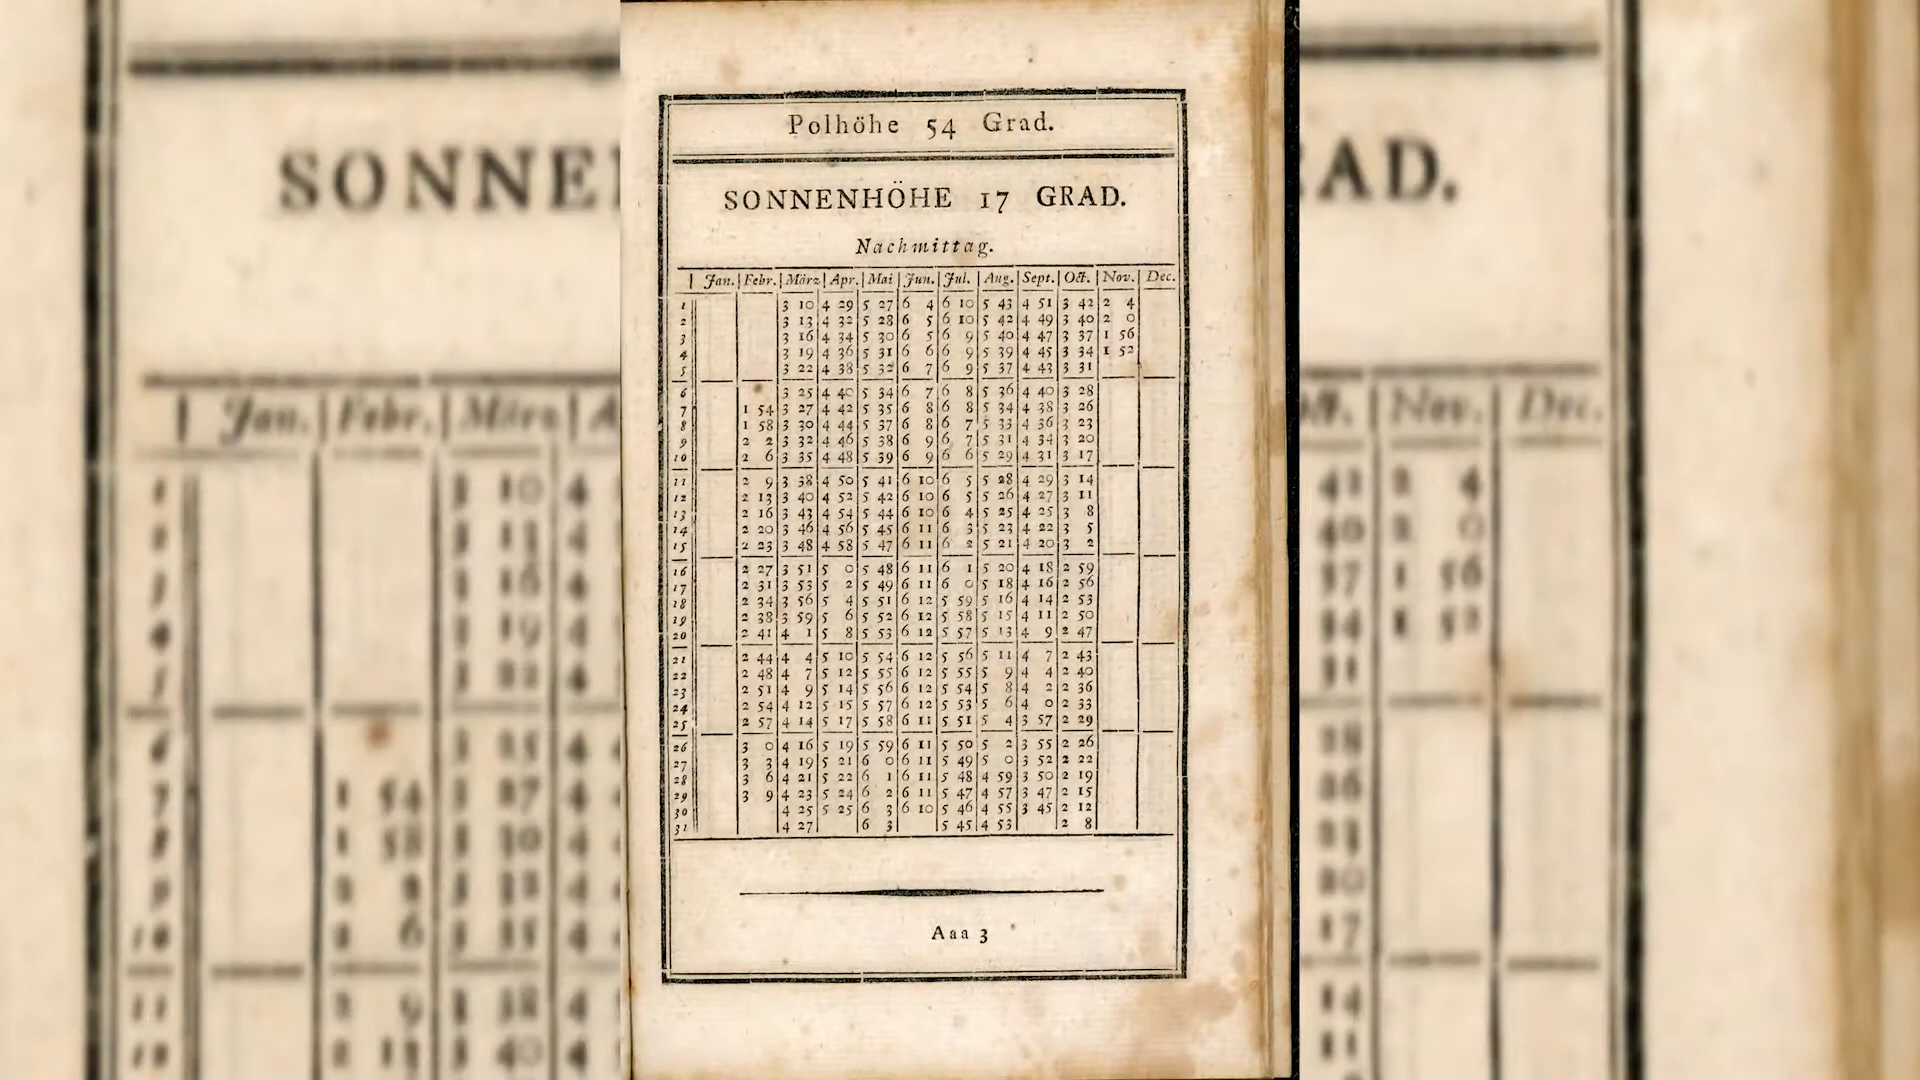 Polhöhe 54 Grad.
SONNENHÖHE 17 GRAD.
Nachmittag.
Jan. Febr. März Apr. Mai Jun. Jul. Aug. Sept. Oct. Nov. Dec.
1 3 10 4 29 5 27 6 4 6 10 5 43 4 51 3 42 2 4
2 3 13 4 32 5 28 6 5 6 10 5 42 4 49 3 40 2 0
3 3 16 4 34 5 30 6 5 6 9 5 40 4 47 3 37 1 56
4 3 19 4 36 5 31 6 6 6 9 5 39 4 45 3 34 1 52
5 3 22 4 38 5 32 6 7 6 9 5 37 4 43 3 31
6 3 25 4 40 5 34 6 7 6 8 5 36 4 40 3 28
7 1 54 3 27 4 42 5 35 6 8 6 8 5 34 4 38 3 26
8 1 58 3 30 4 44 5 37 6 8 6 7 5 33 4 36 3 23
9 2 2 3 32 4 46 5 38 6 9 6 7 5 31 4 34 3 20
10 2 6 3 35 4 48 5 39 6 9 6 6 5 29 4 31 3 17
11 2 9 3 38 4 50 5 41 6 10 6 5 5 28 4 29 3 14
12 2 13 3 40 4 52 5 42 6 10 6 5 5 26 4 27 3 11
13 2 16 3 43 4 54 5 44 6 10 6 4 5 25 4 25 3 8
14 2 20 3 46 4 56 5 45 6 11 6 3 5 23 4 22 3 5
15 2 23 3 48 4 58 5 47 6 11 6 2 5 21 4 20 3 2
16 2 27 3 51 5 0 5 48 6 11 6 1 5 20 4 18 2 59
17 2 31 3 53 5 2 5 49 6 11 6 0 5 18 4 16 2 56
18 2 34 3 56 5 4 5 51 6 12 5 59 5 16 4 14 2 53
19 2 38 3 59 5 6 5 52 6 12 5 58 5 15 4 11 2 50
20 2 41 4 1 5 8 5 53 6 12 5 57 5 13 4 9 2 47
21 2 44 4 4 5 10 5 54 6 12 5 56 5 11 4 7 2 43
22 2 48 4 7 5 12 5 55 6 12 5 55 5 9 4 4 2 40
23 2 51 4 9 5 14 5 56 6 12 5 54 5 8 4 2 2 36
24 2 54 4 12 5 15 5 57 6 12 5 53 5 6 4 0 2 33
25 2 57 4 14 5 17 5 58 6 11 5 51 5 4 3 57 2 29
26 3 0 4 16 5 19 5 59 6 11 5 50 5 2 3 55 2 26
27 3 3 4 19 5 21 6 0 6 11 5 49 5 0 3 52 2 22
28 3 6 4 21 5 22 6 1 6 11 5 48 4 59 3 50 2 19
29 3 9 4 23 5 24 6 2 6 11 5 47 4 57 3 47 2 15
30 4 25 5 25 6 3 6 10 5 46 4 55 3 45 2 12
31 4 27 6 3 5 45 4 53 2 8
Aaa 3